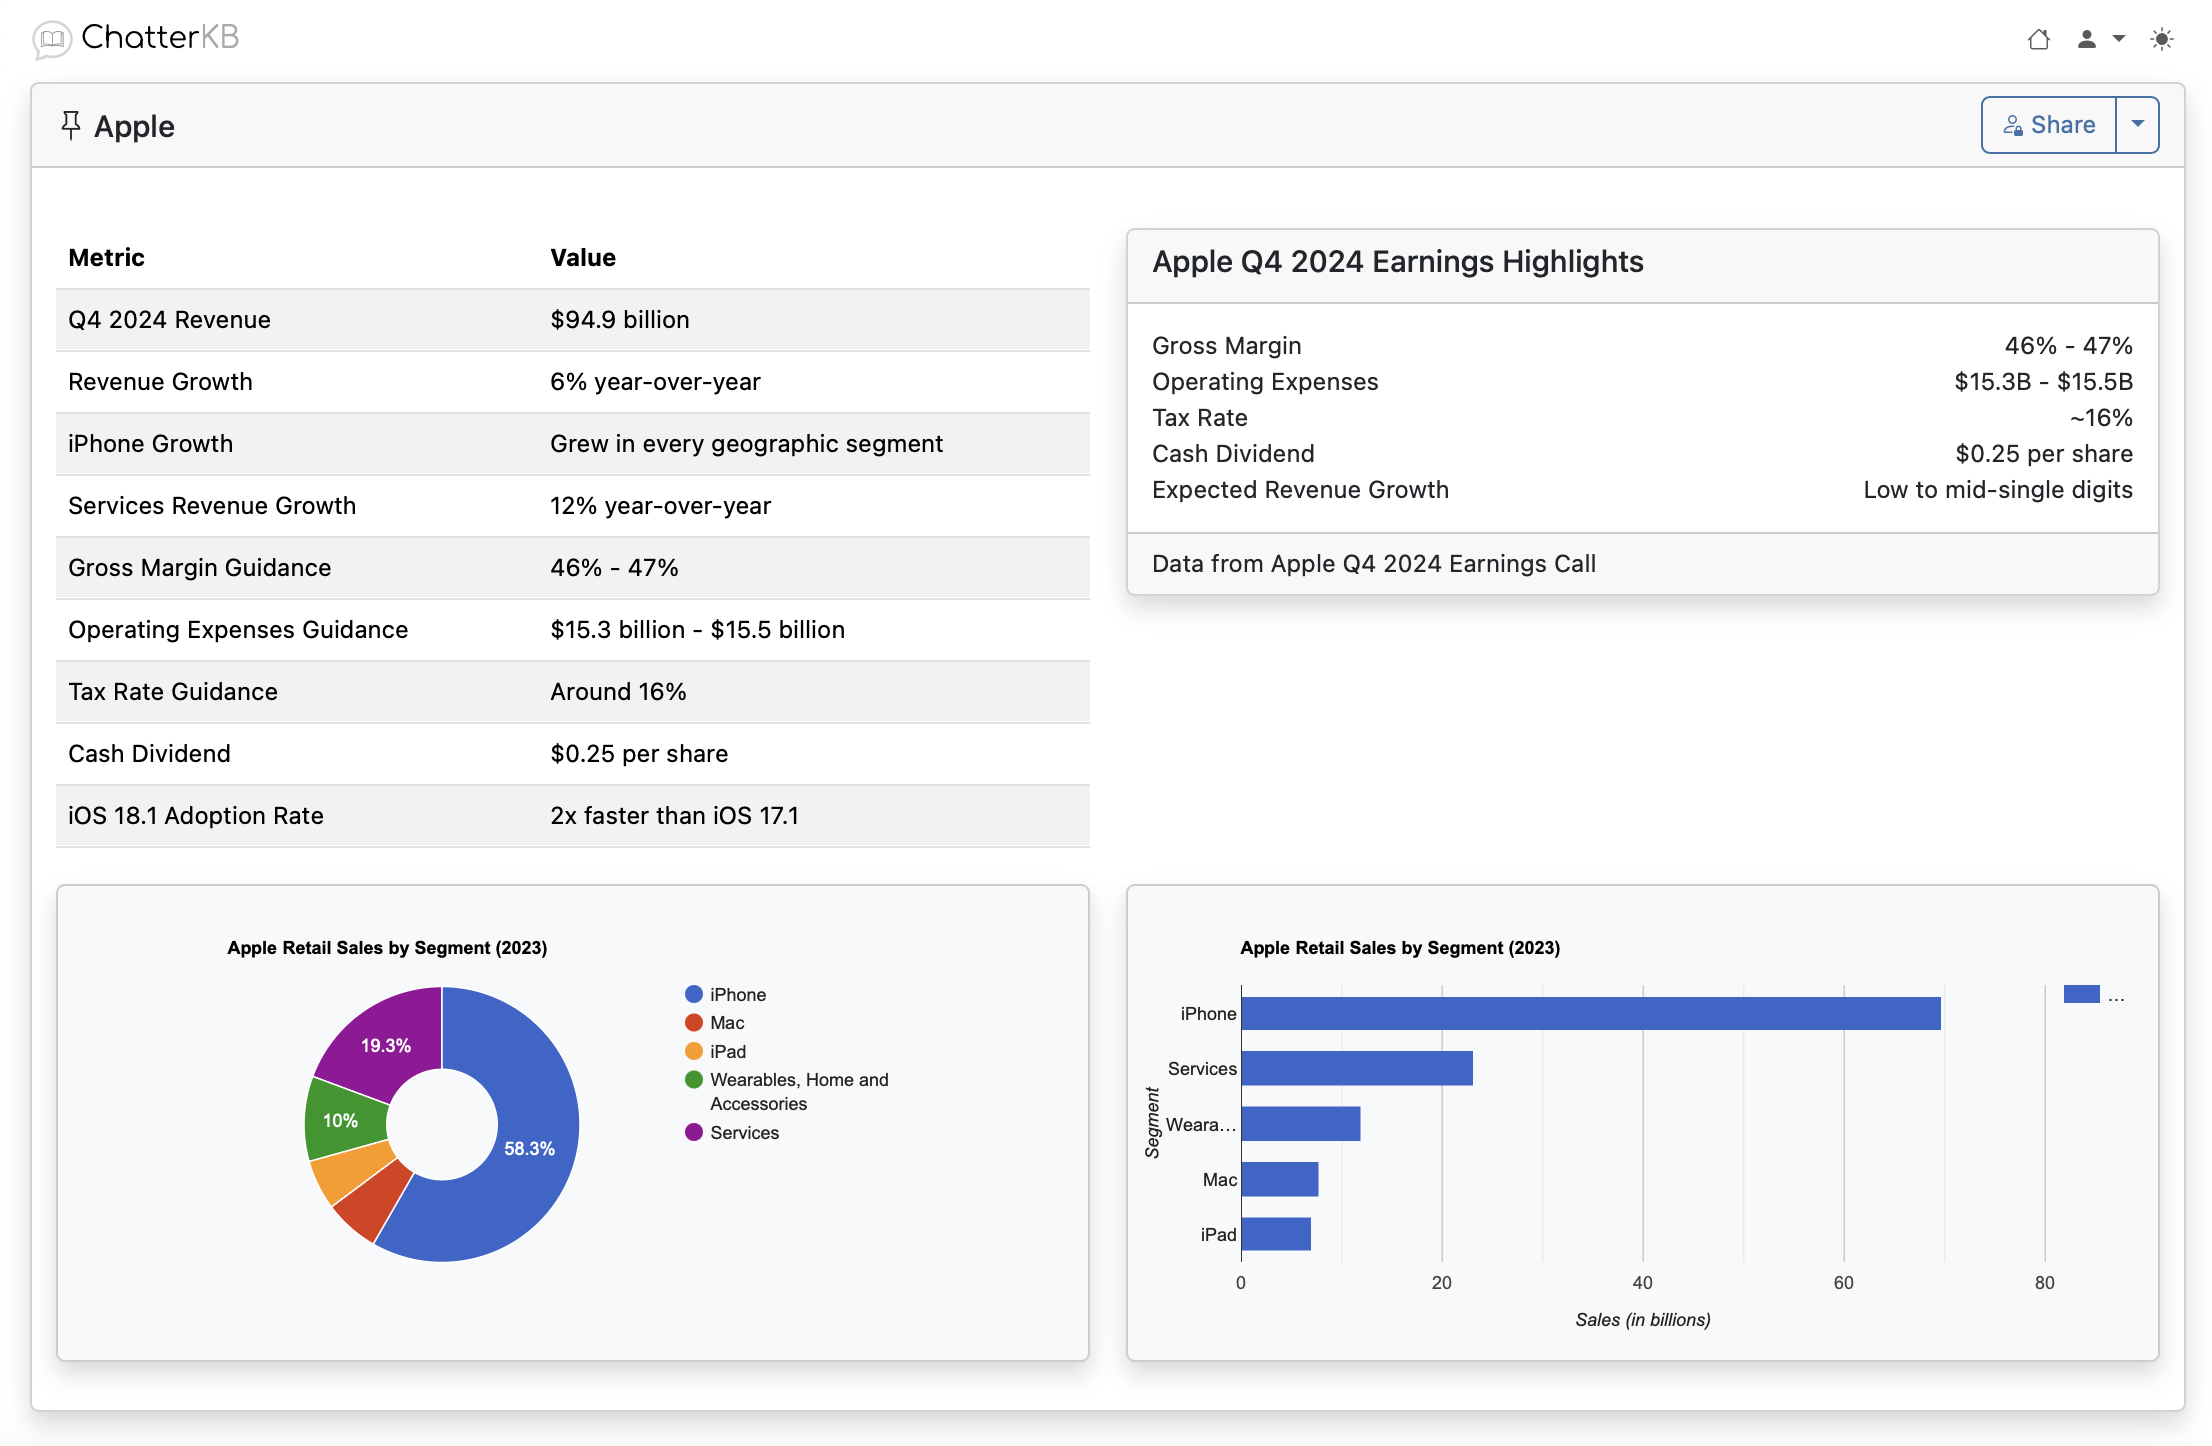 ChatterKB
Apple
Share
Metric Value
Q4 2024 Revenue $94.9 billion
Revenue Growth 6% year-over-year
iPhone Growth Grew in every geographic segment
Services Revenue Growth 12% year-over-year
Gross Margin Guidance 46% - 47%
Operating Expenses Guidance $15.3 billion - $15.5 billion
Tax Rate Guidance Around 16%
Cash Dividend $0.25 per share
iOS 18.1 Adoption Rate 2x faster than iOS 17.1
Apple Q4 2024 Earnings Highlights
Gross Margin 46% - 47%
Operating Expenses $15.3B - $15.5B
Tax Rate ~16%
Cash Dividend $0.25 per share
Expected Revenue Growth Low to mid-single digits
Data from Apple Q4 2024 Earnings Call
Apple Retail Sales by Segment (2023)
19.3%
10%
58.3%
iPhone
Mac
iPad
Wearables, Home and
Accessories
Services
Apple Retail Sales by Segment (2023)
...
Segment
iPhone
Services
Weara...
Mac
iPad
0 20 40 60 80
Sales (in billions)